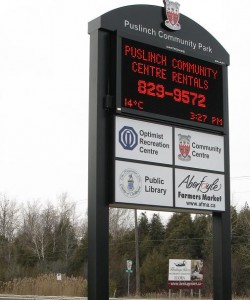 Puslinch Community Park
PUSLINCH COMMUNITY
CENTRE RENTALS
829-9572
14°C 3:27 PM
Optimist
Recreation
Centre
Community
Centre
Public
Library
Aberfoyle
Farmers Market
www.afma.ca